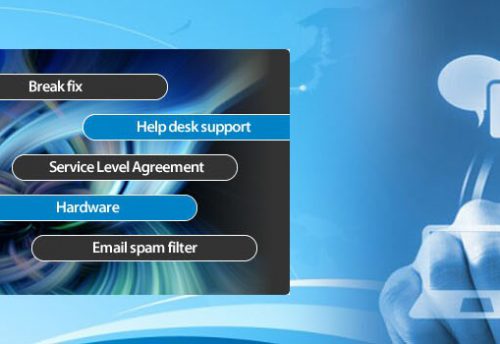 Break fix
Help desk support
Service Level Agreement
Hardware
Email spam filter